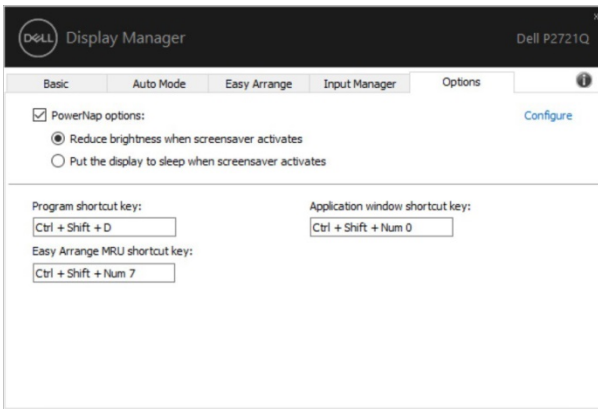 DELL Display Manager
Dell P2721Q
Basic Auto Mode Easy Arrange Input Manager Options
PowerNap options:
Configure
Reduce brightness when screensaver activates
Put the display to sleep when screensaver activates
Program shortcut key:
Application window shortcut key:
Ctrl + Shift + D
Ctrl + Shift + Num 0
Easy Arrange MRU shortcut key:
Ctrl + Shift + Num 7